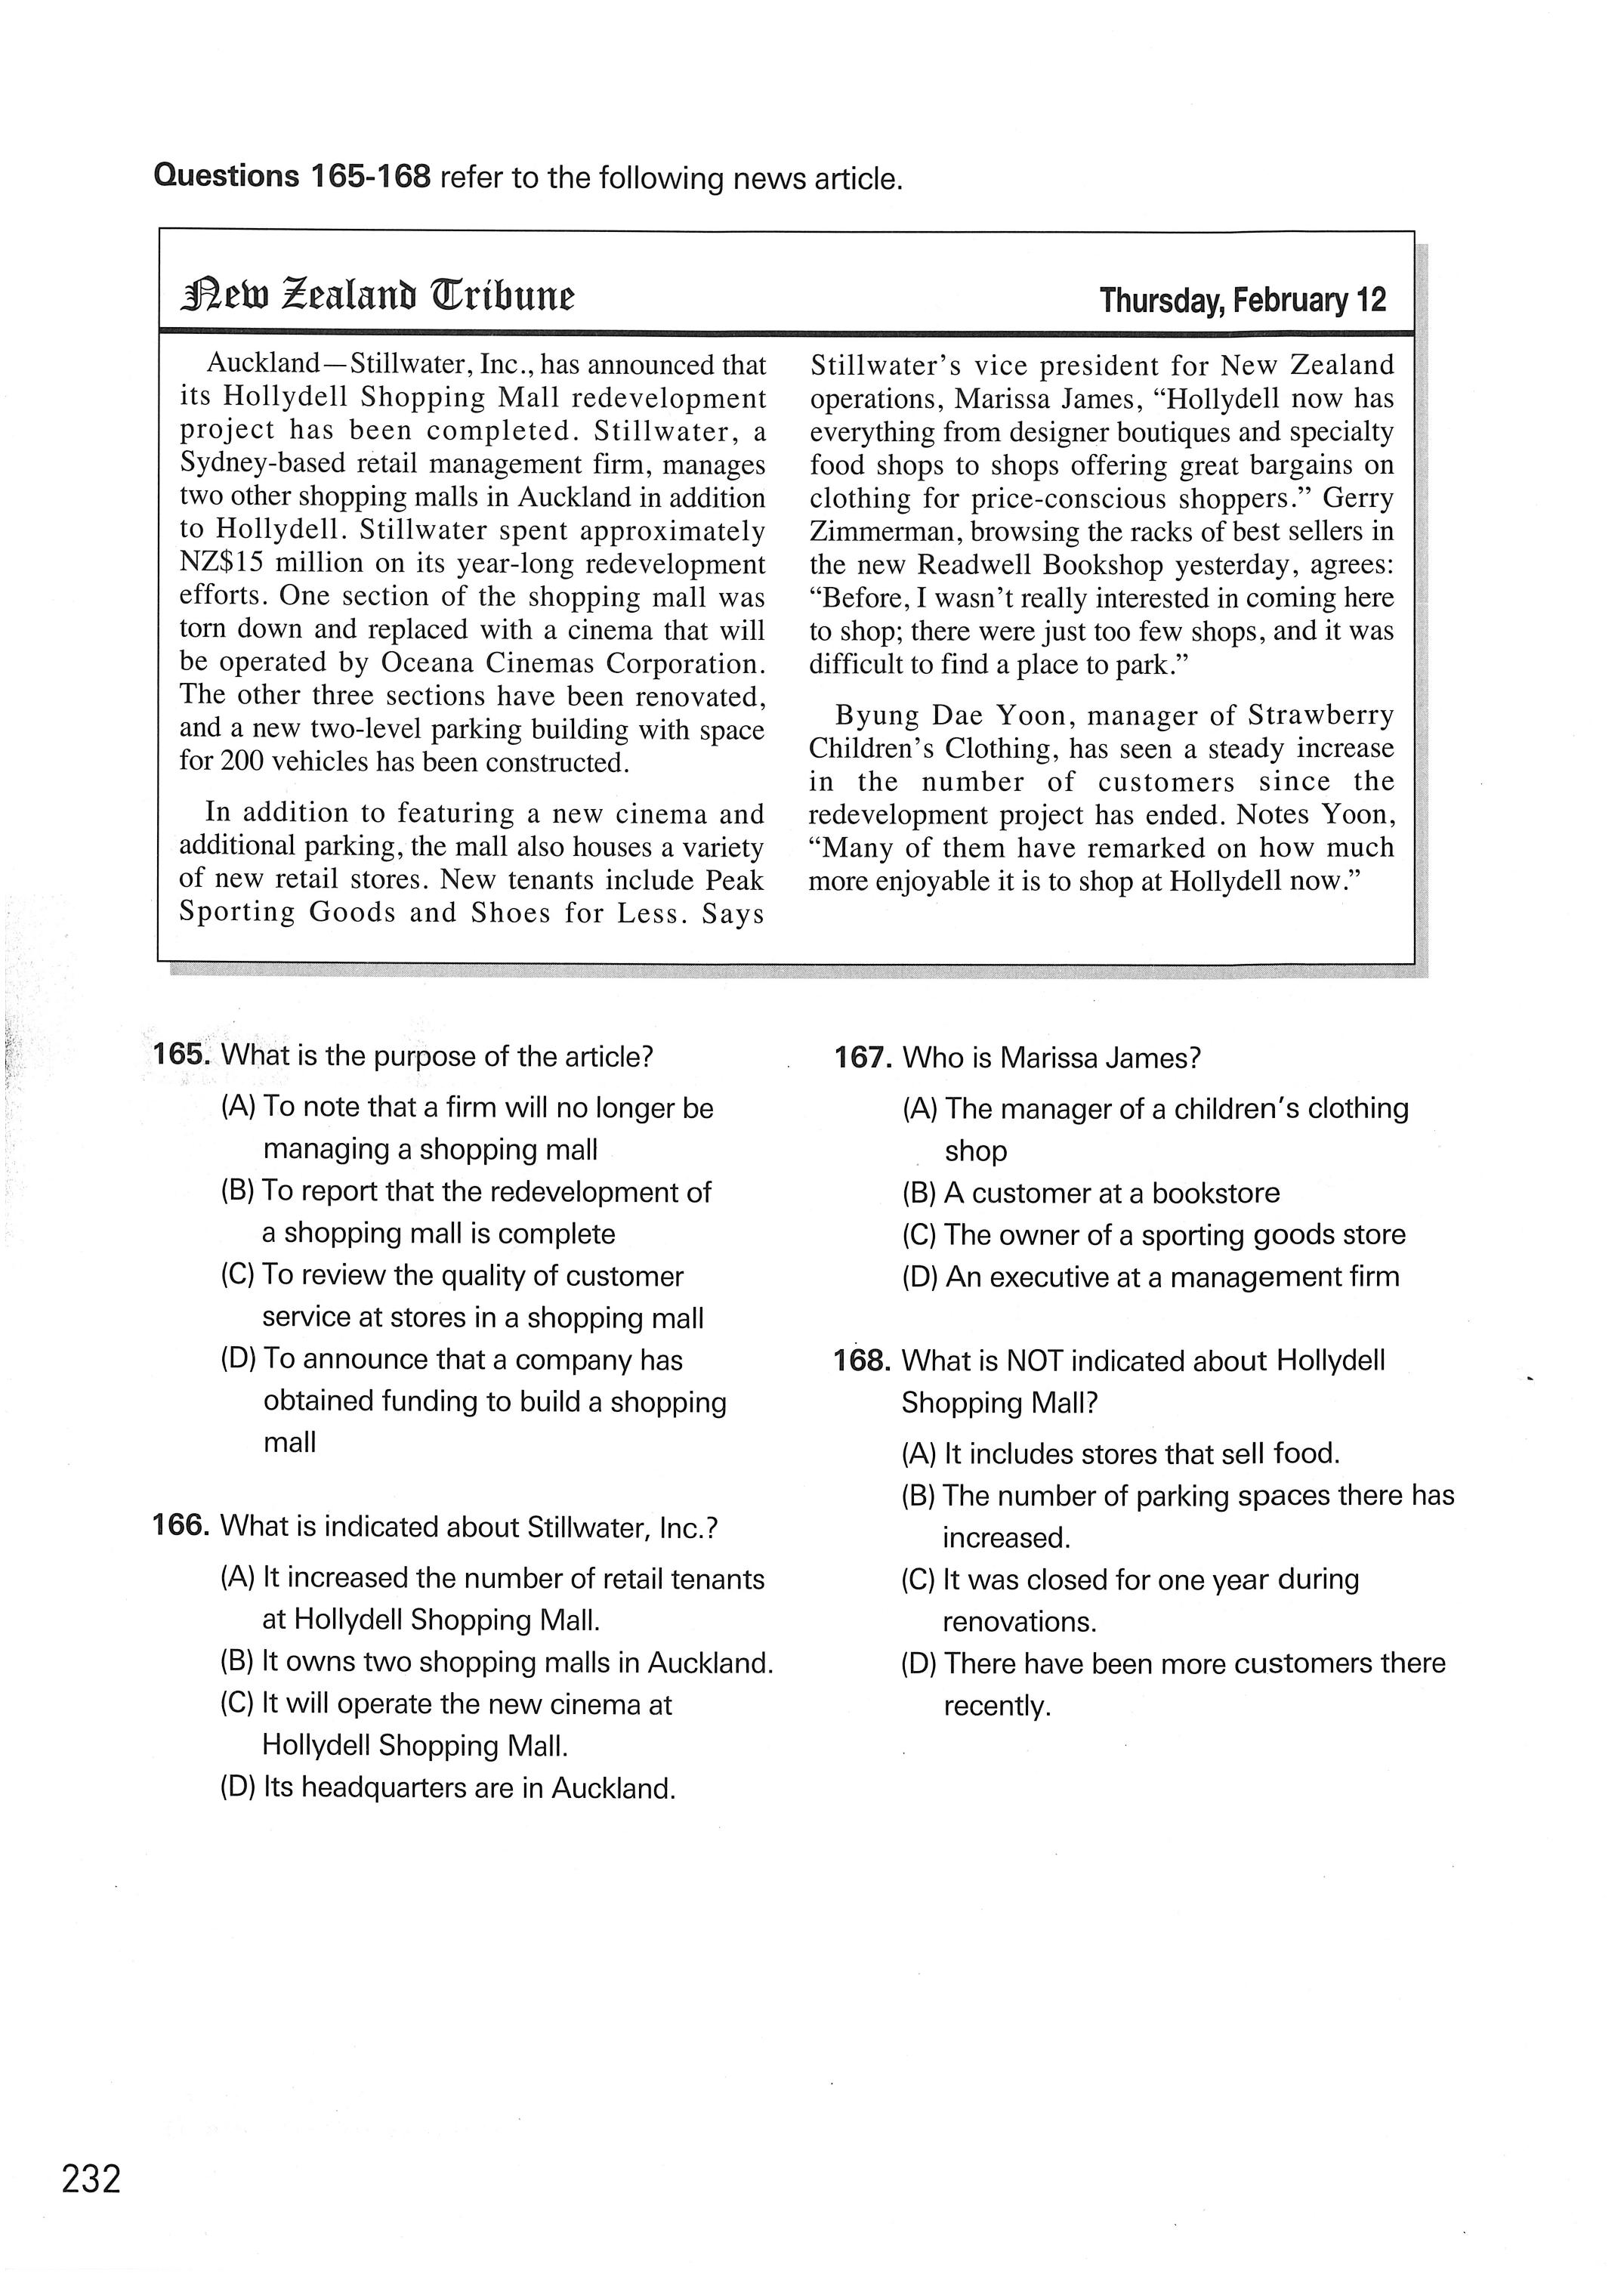 Questions 165-168 refer to the following news article.
New Zealand Tribune
Thursday, February 12
Auckland—Stillwater, Inc., has announced that
its Hollydell Shopping Mall redevelopment
project has been completed. Stillwater, a
Sydney-based retail management firm, manages
two other shopping malls in Auckland in addition
to Hollydell. Stillwater spent approximately
NZ$15 million on its year-long redevelopment
efforts. One section of the shopping mall was
torn down and replaced with a cinema that will
be operated by Oceana Cinemas Corporation.
The other three sections have been renovated,
and a new two-level parking building with space
for 200 vehicles has been constructed.
In addition to featuring a new cinema and
additional parking, the mall also houses a variety
of new retail stores. New tenants include Peak
Sporting Goods and Shoes for Less. Says
Stillwater's vice president for New Zealand
operations, Marissa James, “Hollydell now has
everything from designer boutiques and specialty
food shops to shops offering great bargains on
clothing for price-conscious shoppers.” Gerry
Zimmerman, browsing the racks of best sellers in
the new Readwell Bookshop yesterday, agrees:
“Before, I wasn't really interested in coming here
to shop; there were just too few shops, and it was
difficult to find a place to park.”
Byung Dae Yoon, manager of Strawberry
Children's Clothing, has seen a steady increase
in the number of customers since the
redevelopment project has ended. Notes Yoon,
“Many of them have remarked on how much
more enjoyable it is to shop at Hollydell now.”
165. What is the purpose of the article?
(A) To note that a firm will no longer be
managing a shopping mall
(B) To report that the redevelopment of
a shopping mall is complete
(C) To review the quality of customer
service at stores in a shopping mall
(D) To announce that a company has
obtained funding to build a shopping
mall
166. What is indicated about Stillwater, Inc.?
(A) It increased the number of retail tenants
at Hollydell Shopping Mall.
(B) It owns two shopping malls in Auckland.
(C) It will operate the new cinema at
Hollydell Shopping Mall.
(D) Its headquarters are in Auckland.
167. Who is Marissa James?
(A) The manager of a children's clothing
shop
(B) A customer at a bookstore
(C) The owner of a sporting goods store
(D) An executive at a management firm
168. What is NOT indicated about Hollydell
Shopping Mall?
(A) It includes stores that sell food.
(B) The number of parking spaces there has
increased.
(C) It was closed for one year during
renovations.
(D) There have been more customers there
recently.
232